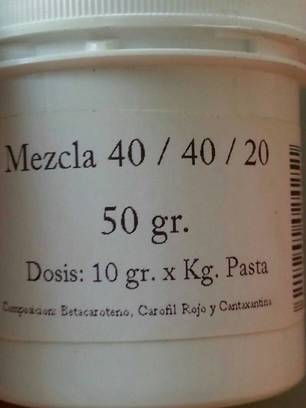 Mezcla 40 / 40 / 20
50 gr.
Dosis: 10 gr. x Kg. Pasta
Composicion: Betacaroteno, Carofil Rojo y Cantaxantina